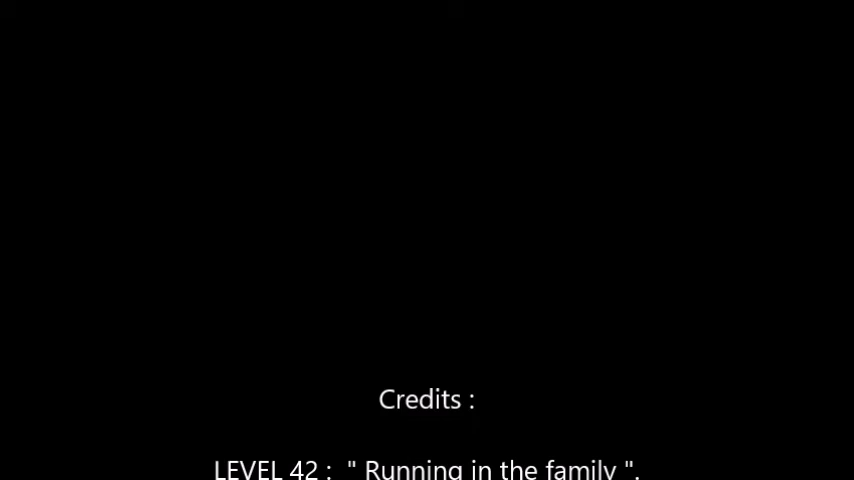 Credits :
LEVEL 42 :  " Running in the family ".